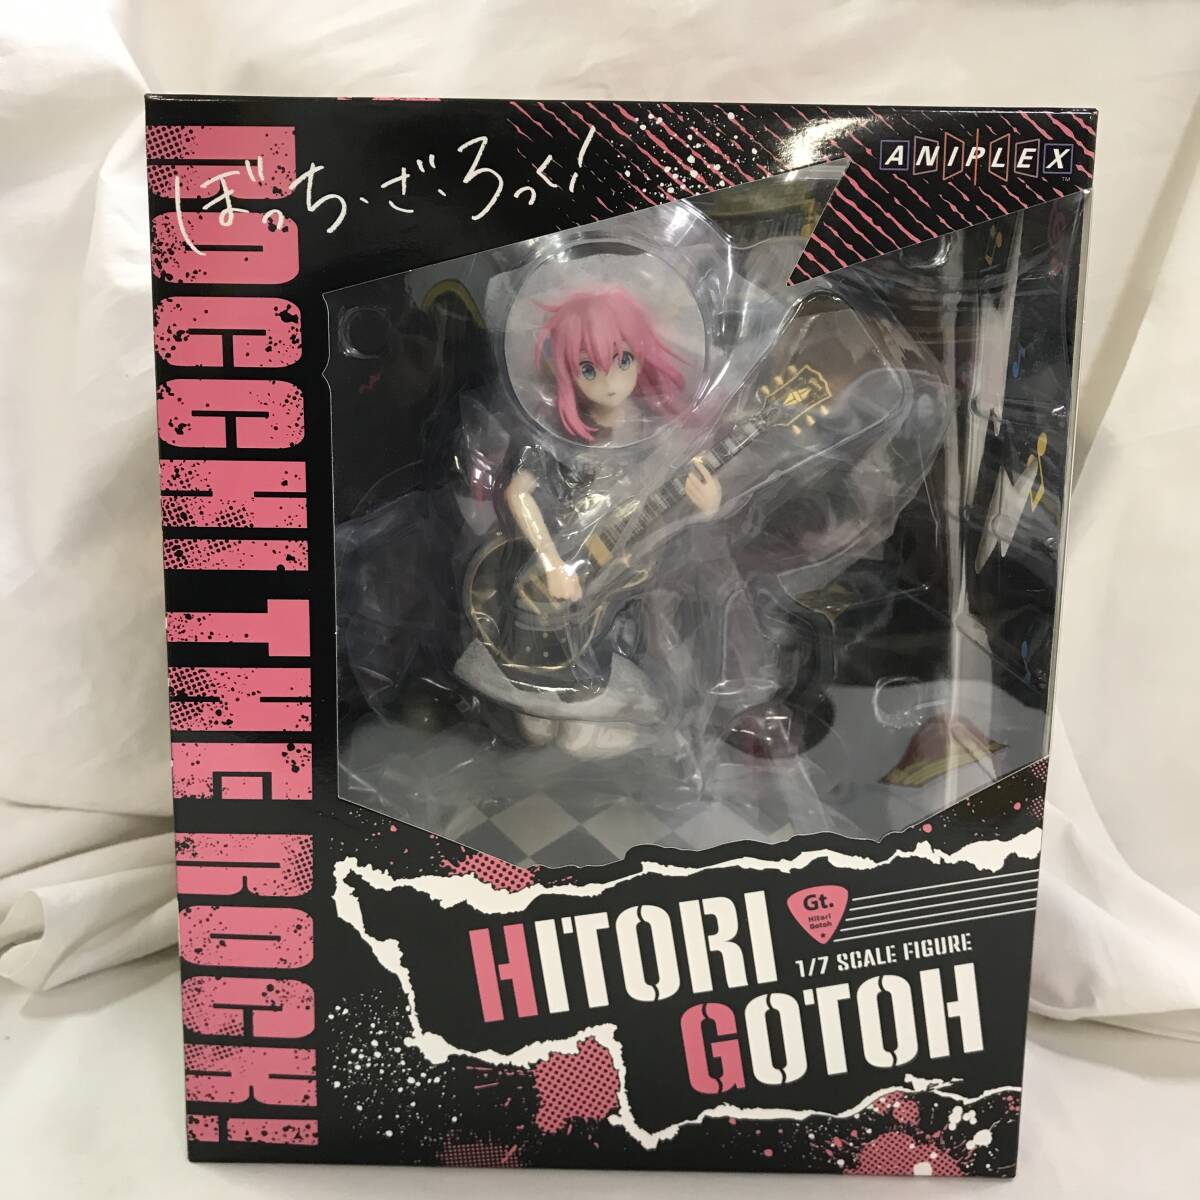 ぼっち・ざ・ろっく!
ANIPLEX
TM
BOCCHI THE ROCK!
Gt.
Hitori
Gotoh
HITORI
1/7 SCALE FIGURE
GOTOH